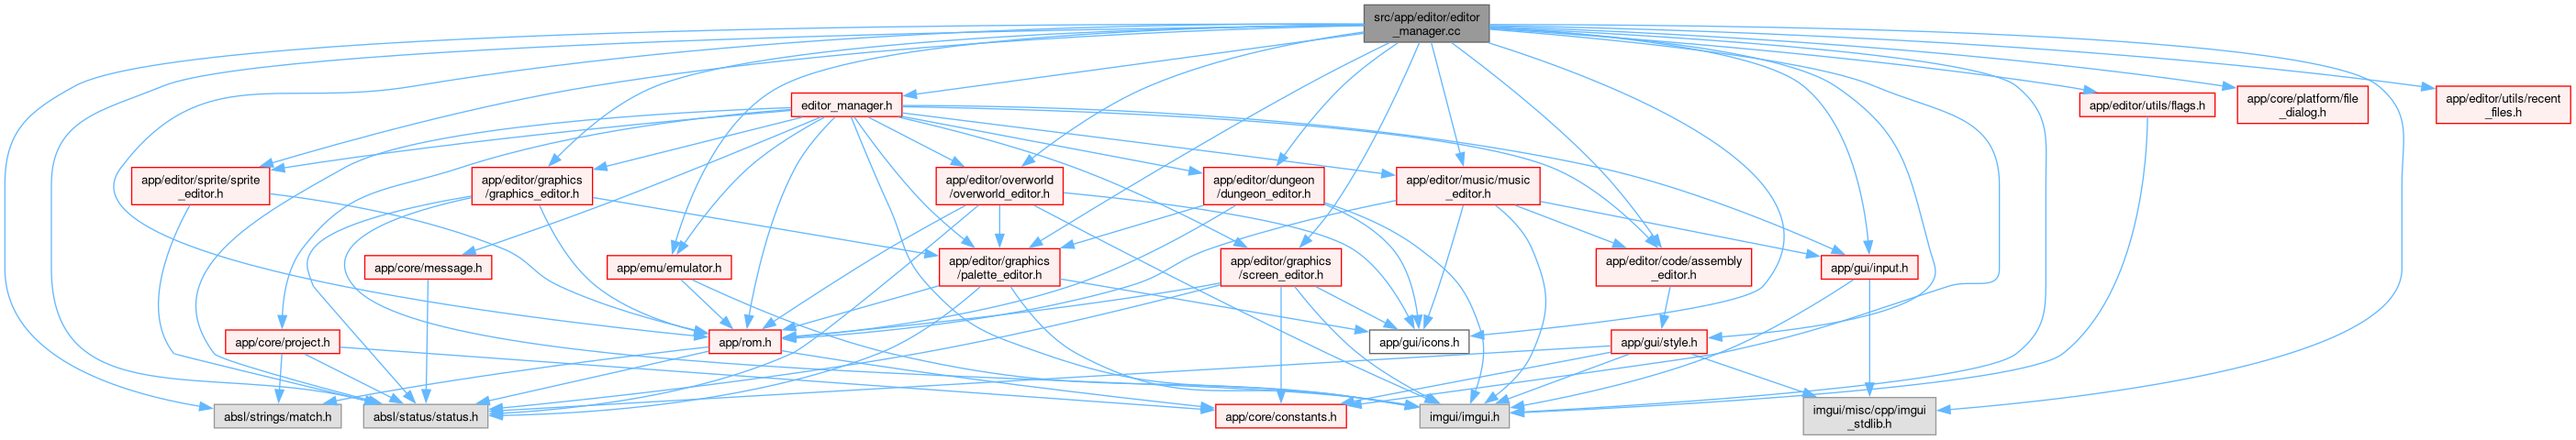 src/app/editor/editor
_manager.cc
editor_manager.h
app/editor/utils/flags.h
app/core/platform/file
_dialog.h
app/editor/utils/recent
_files.h
app/editor/sprite/sprite
_editor.h
app/editor/graphics
/graphics_editor.h
app/editor/overworld
/overworld_editor.h
app/editor/dungeon
/dungeon_editor.h
app/editor/music/music
_editor.h
app/core/message.h
app/emu/emulator.h
app/editor/graphics
/palette_editor.h
app/editor/graphics
/screen_editor.h
app/editor/code/assembly
_editor.h
app/gui/input.h
app/core/project.h
app/rom.h
app/gui/icons.h
app/gui/style.h
absl/strings/match.h
absl/status/status.h
app/core/constants.h
imgui/imgui.h
imgui/misc/cpp/imgui
_stdlib.h